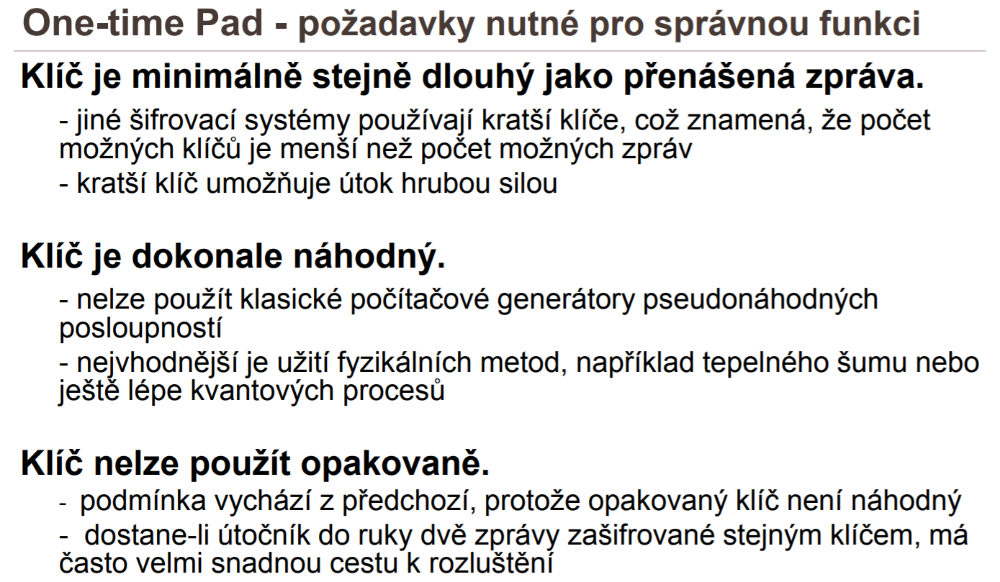 One-time Pad - požadavky nutné pro správnou funkci
Klíč je minimálně stejně dlouhý jako přenášená zpráva.
- jiné šifrovací systémy používají kratší klíče, což znamená, že počet
možných klíčů je menší než počet možných zpráv
- kratší klíč umožňuje útok hrubou silou
Klíč je dokonale náhodný.
- nelze použít klasické počítačové generátory pseudonáhodných
posloupností
- nejvhodnější je užití fyzikálních metod, například tepelného šumu nebo
ještě lépe kvantových procesů
Klíč nelze použít opakovaně.
- podmínka vychází z předchozí, protože opakovaný klíč není náhodný
- dostane-li útočník do ruky dvě zprávy zašifrované stejným klíčem, má
často velmi snadnou cestu k rozluštění